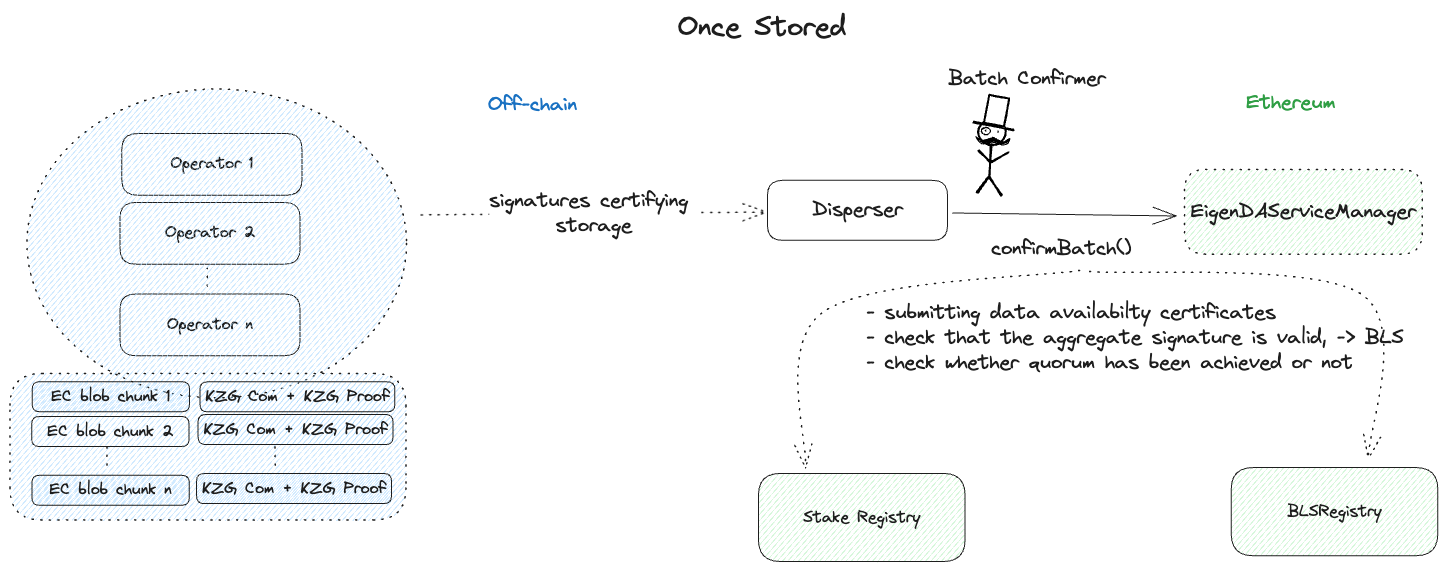 Once Stored
Off-chain
Batch Confirmer
Ethereum
Operator 1
Operator 2
Operator n
signatures certifying
storage
Disperser
EigenDAServiceManager
confirmBatch()
- submitting data availabilty certificates
- check that the aggregate signature is valid, -> BLS
- check whether quorum has been achieved or not
EC blob chunk 1
KZG Com + KZG Proof
EC blob chunk 2
KZG Com + KZG Proof
EC blob chunk n
KZG Com + KZG Proof
Stake Registry
BLSRegistry